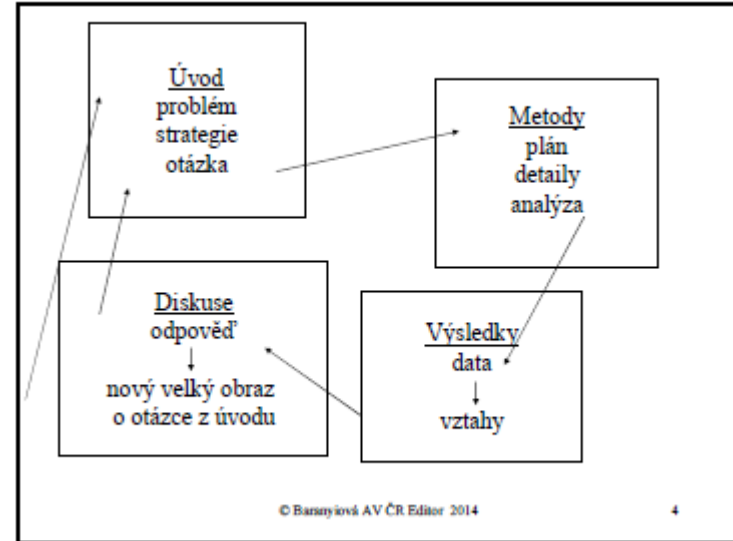 Úvod
problém
strategie
otázka
Metody
plán
detaily
analýza
Diskuse
odpověď
nový velký obraz
o otázce z úvodu
Výsledky
data
vztahy
© Baranyiová AV ČR Editor 2014
4